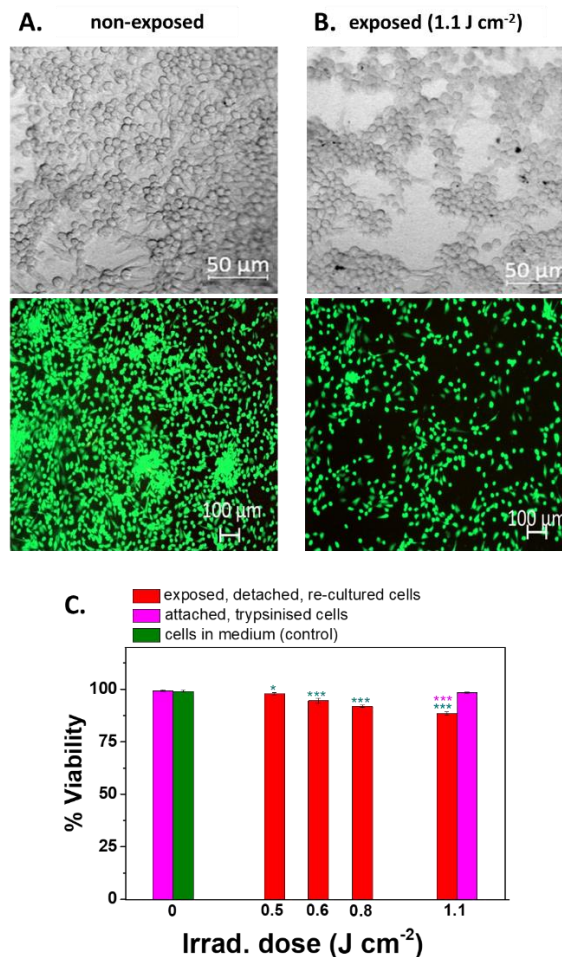 A. non-exposed
B. exposed (1.1 J cm⁻²)
50 µm
50 µm
100 µm
100 µm
C.
exposed, detached, re-cultured cells
attached, trypsinised cells
cells in medium (control)
% Viability
100
75
50
25
0
*
***
***
***
***
0
0.5
0.6
0.8
1.1
Irrad. dose (J cm⁻²)